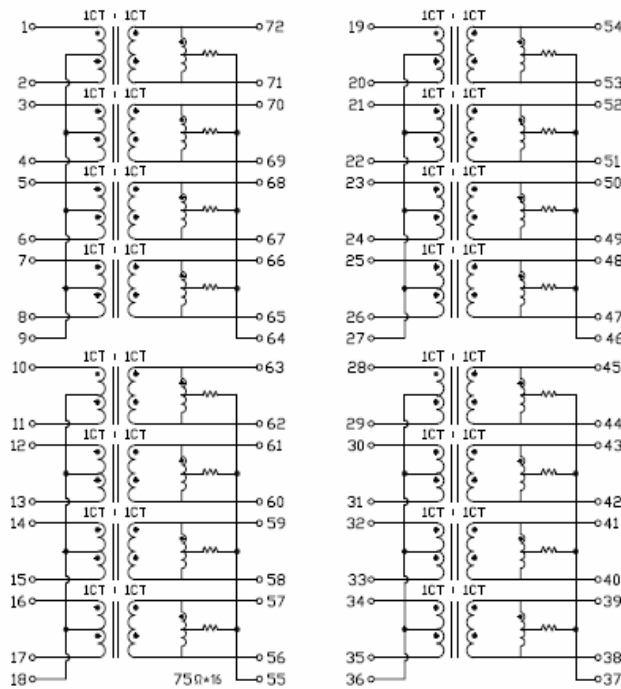 1CT 1CT
1 72
2 71
1CT 1CT
3 70
4 69
1CT 1CT
5 68
6 67
1CT 1CT
7 66
8 65
9 64
1CT 1CT
10 63
11 62
1CT 1CT
12 61
13 60
1CT 1CT
14 59
15 58
1CT 1CT
16 57
17 56
18 75Ω*16 55
1CT 1CT
19 54
20 53
1CT 1CT
21 52
22 51
1CT 1CT
23 50
24 49
1CT 1CT
25 48
26 47
27 46
1CT 1CT
28 45
29 44
1CT 1CT
30 43
31 42
1CT 1CT
32 41
33 40
1CT 1CT
34 39
35 38
36 37